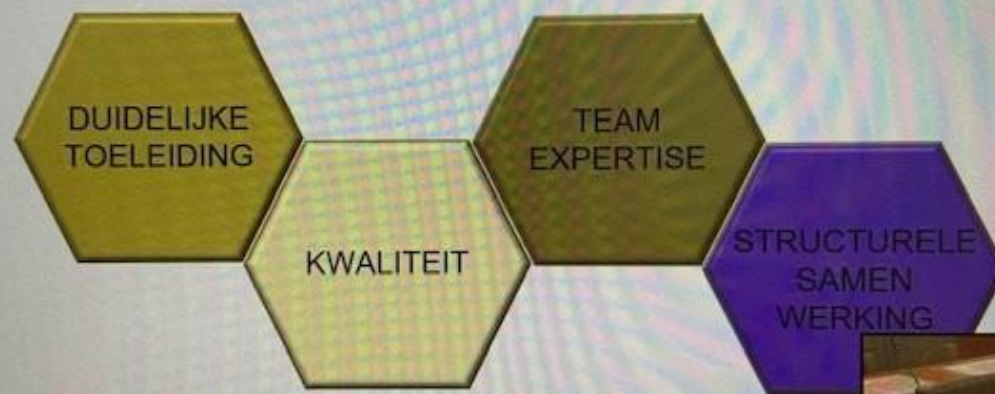 DUIDELIJKE
TOELEIDING
KWALITEIT
TEAM
EXPERTISE
STRUCTURELE
SAMEN
WERKING